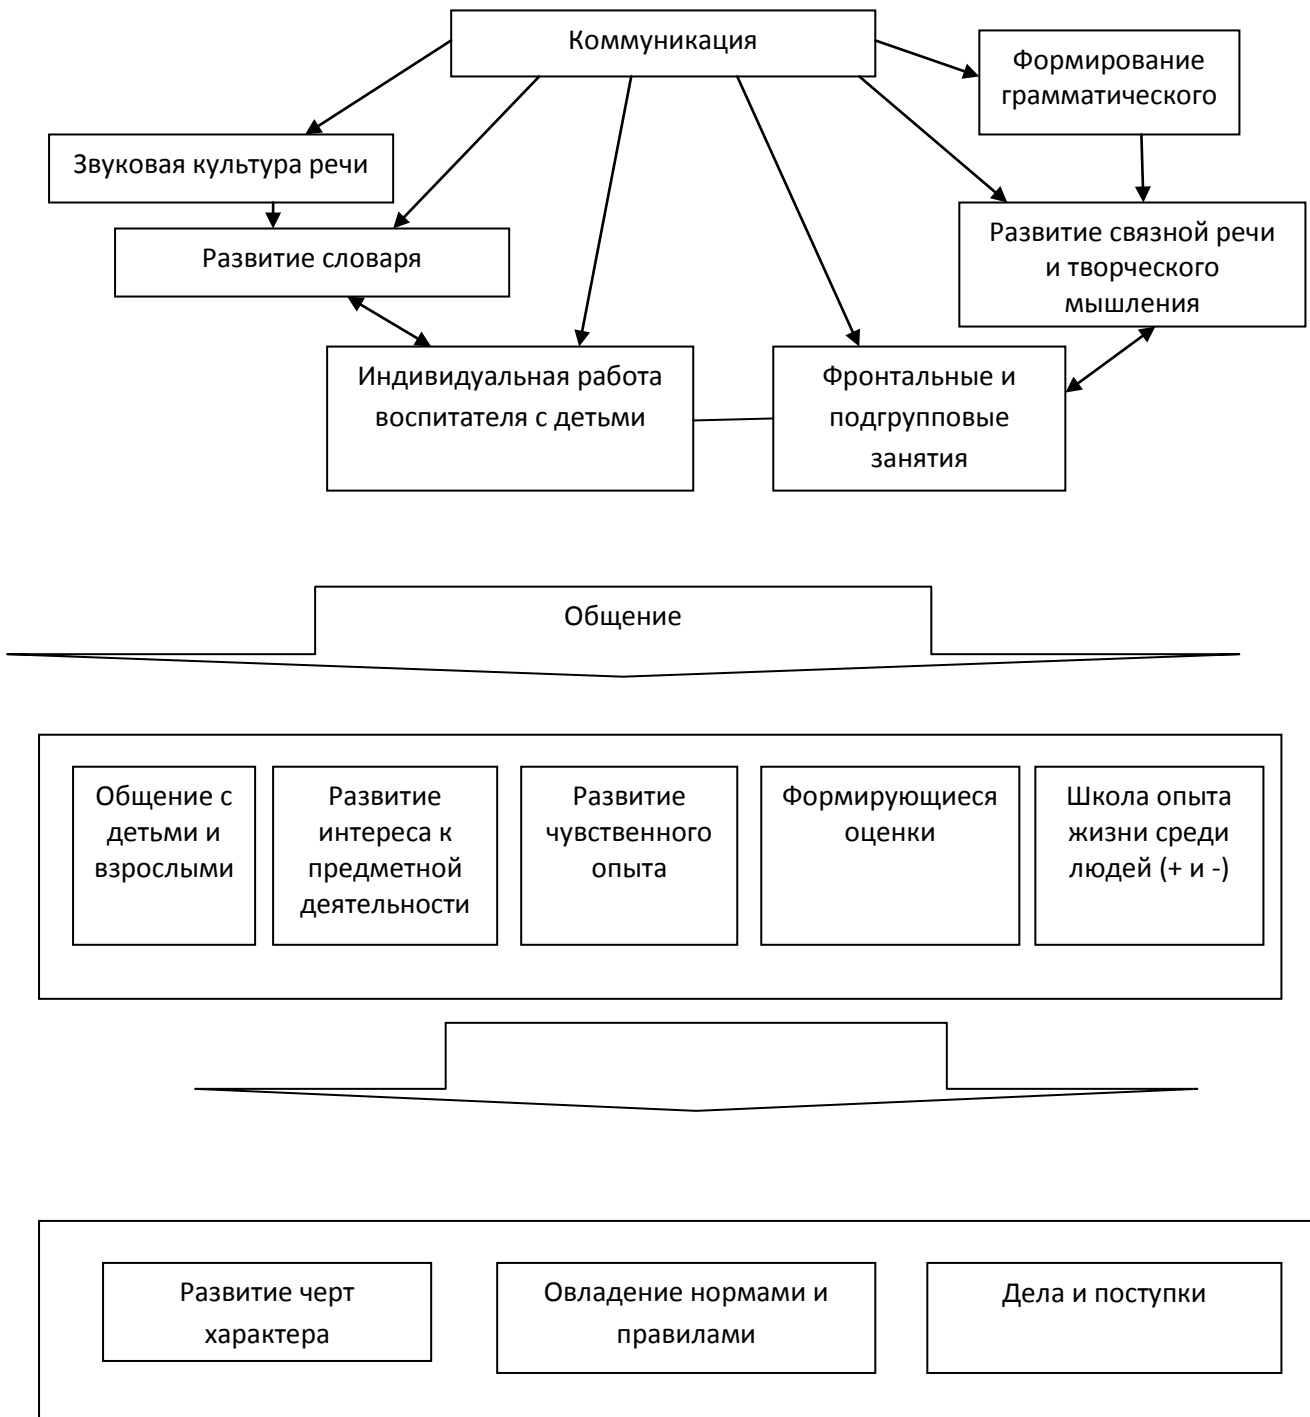 Коммуникация
Формирование
грамматического
Звуковая культура речи
Развитие словаря
Развитие связной речи
и творческого
мышления
Индивидуальная работа
воспитателя с детьми
Фронтальные и
подгрупповые
занятия
Общение
Общение с
детьми и
взрослыми
Развитие
интереса к
предметной
деятельности
Развитие
чувственного
опыта
Формирующиеся
оценки
Школа опыта
жизни среди
людей (+ и -)
Развитие черт
характера
Овладение нормами и
правилами
Дела и поступки